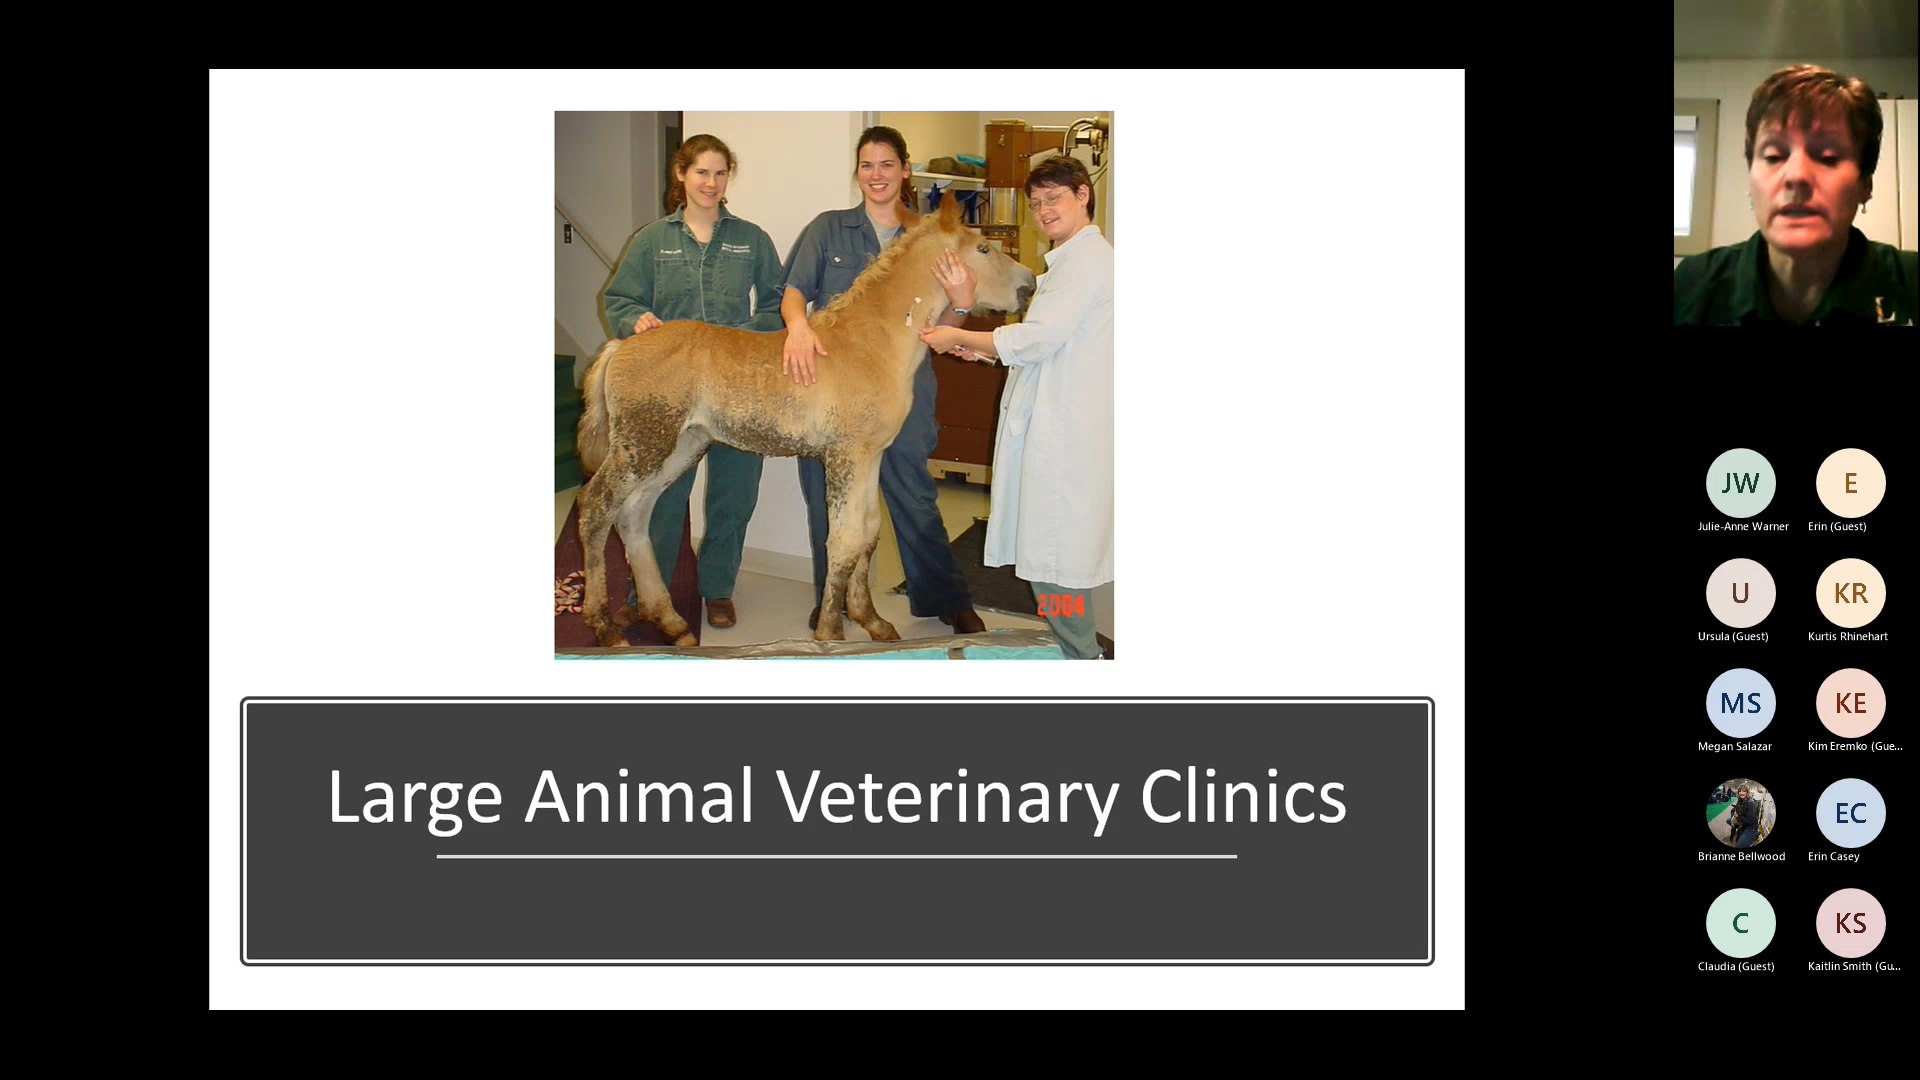 2004
Large Animal Veterinary Clinics
JW
E
Julie-Anne Warner
Erin (Guest)
U
KR
Ursula (Guest)
Kurtis Rhinehart
MS
KE
Megan Salazar
Kim Eremko (Gue...
EC
Brianne Bellwood
Erin Casey
C
KS
Claudia (Guest)
Kaitlin Smith (Gu...